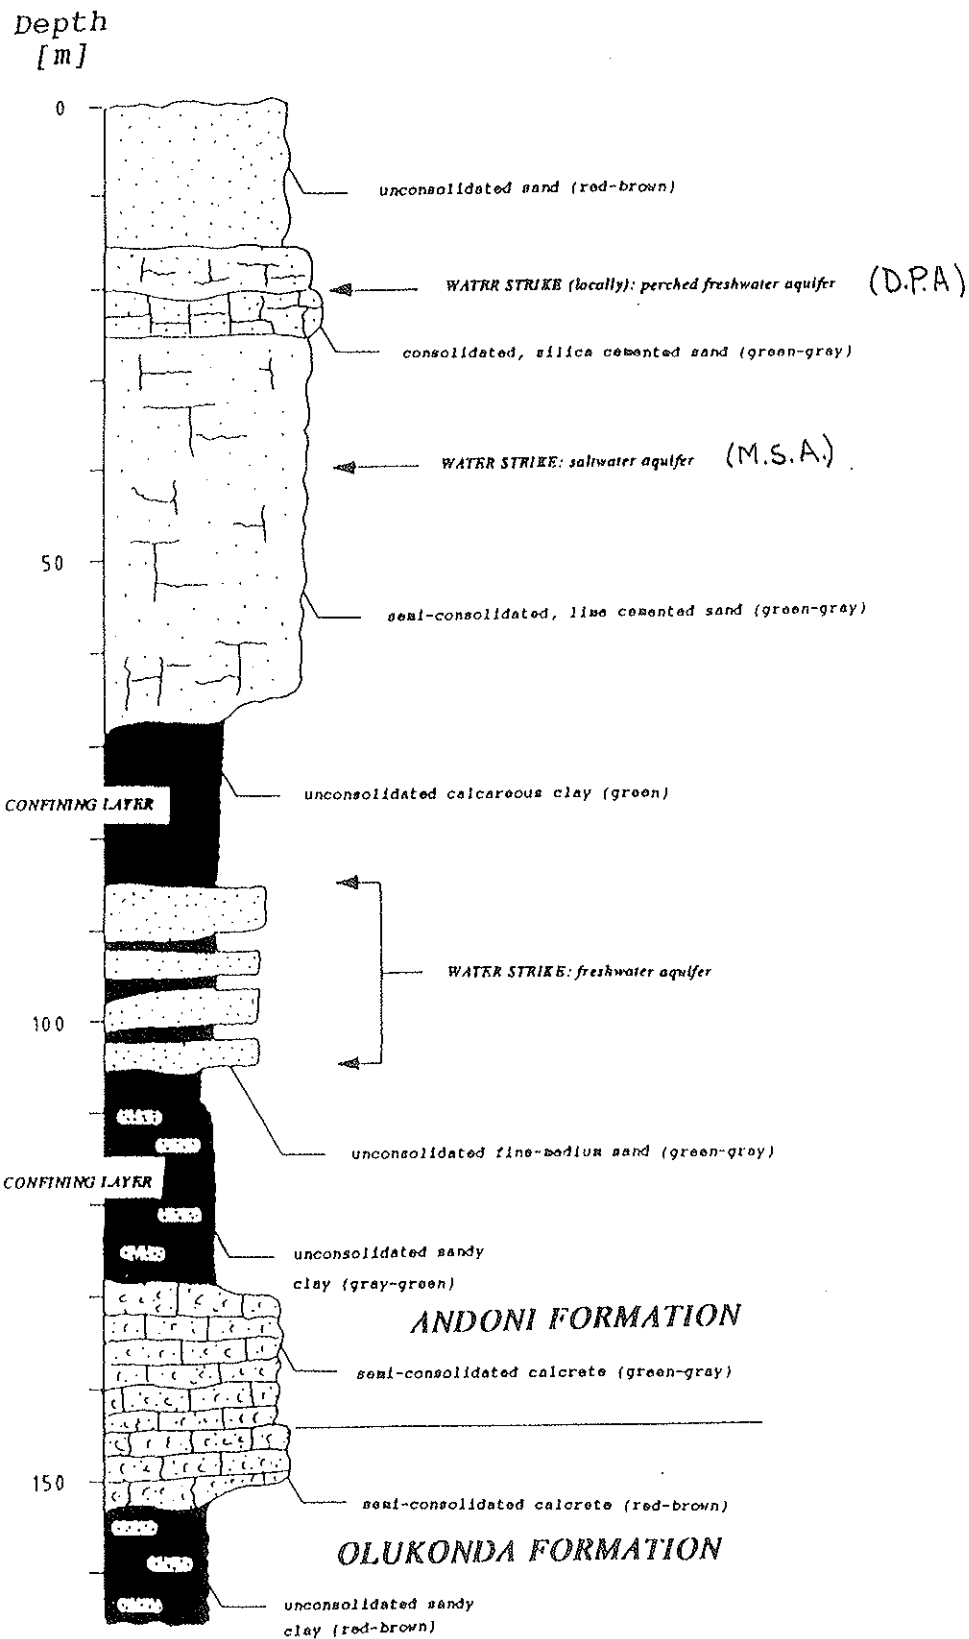 Depth
[m]
0
unconsolidated sand (red-brown)
WATER STRIKE (locally): perched freshwater aquifer (D.P.A)
consolidated, silica cemented sand (green-gray)
WATER STRIKE: saltwater aquifer (M.S.A.)
50
semi-consolidated, lime cemented sand (green-gray)
unconsolidated calcareous clay (green)
CONFINING LAYER
WATER STRIKE: freshwater aquifer
100
unconsolidated fine-medium sand (green-gray)
CONFINING LAYER
unconsolidated sandy
clay (gray-green)
ANDONI FORMATION
semi-consolidated calcrete (green-gray)
150
semi-consolidated calcrete (red-brown)
OLUKONDA FORMATION
unconsolidated sandy
clay (red-brown)